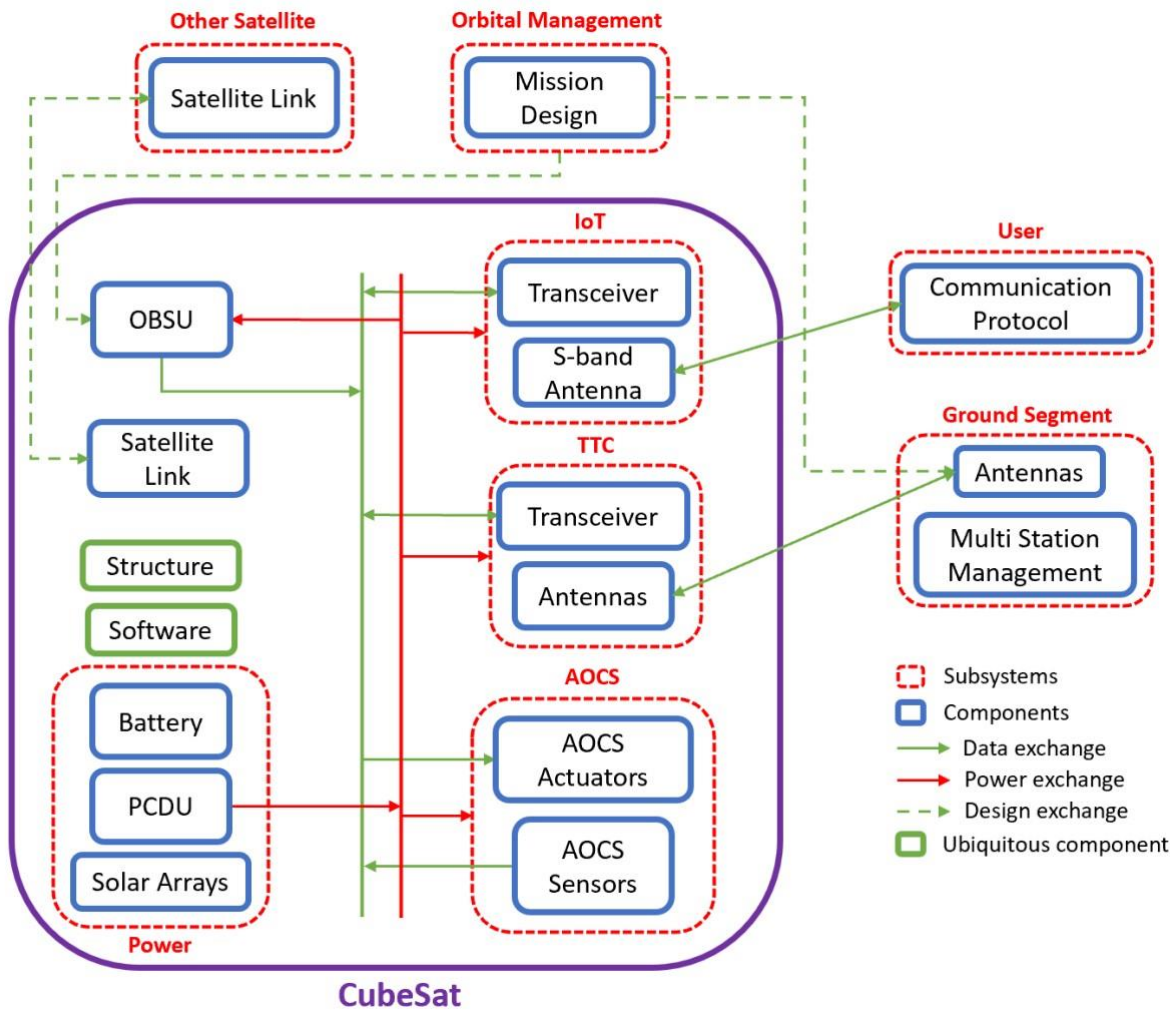 Other Satellite
Orbital Management
Satellite Link
Mission
Design
IoT
User
OBSU
Transceiver
S-band
Antenna
Communication
Protocol
Satellite
Link
TTC
Ground Segment
Transceiver
Antennas
Antennas
Multi Station
Management
Structure
Software
Battery
PCDU
Solar Arrays
Power
AOCS
AOCS
Actuators
AOCS
Sensors
Subsystems
Components
Data exchange
Power exchange
Design exchange
Ubiquitous component
CubeSat